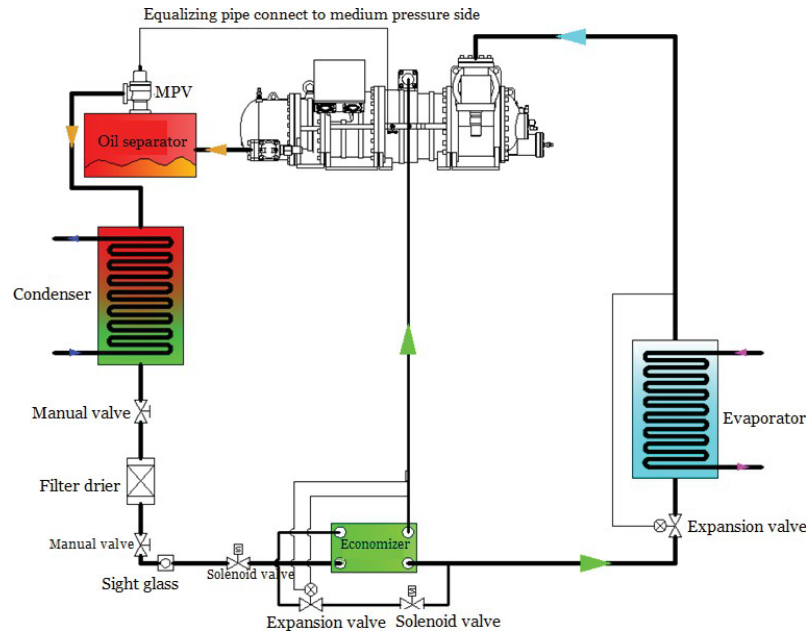 Equalizing pipe connect to medium pressure side
MPV
Oil separator
Condenser
Manual valve
Evaporator
Filter drier
Expansion valve
Economizer
Manual valve
Sight glass
Solenoid valve
Expansion valve
Solenoid valve